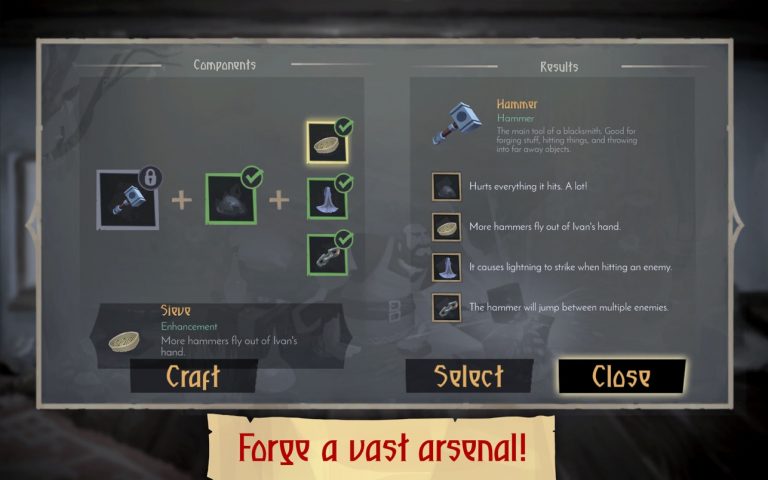 Components
Sieve
Enhancement
More hammers fly out of Ivan's
hand.
Craft
Results
Hammer
Hammer
The main tool of a blacksmith. Good for
forging stuff, hitting things, and throwing
into far away objects.
Hurts everything it hits. A lot!
More hammers fly out of Ivan's hand.
It causes lightning to strike when hitting an enemy.
The hammer will jump between multiple enemies.
Select
Close
Forge a vast arsenal!